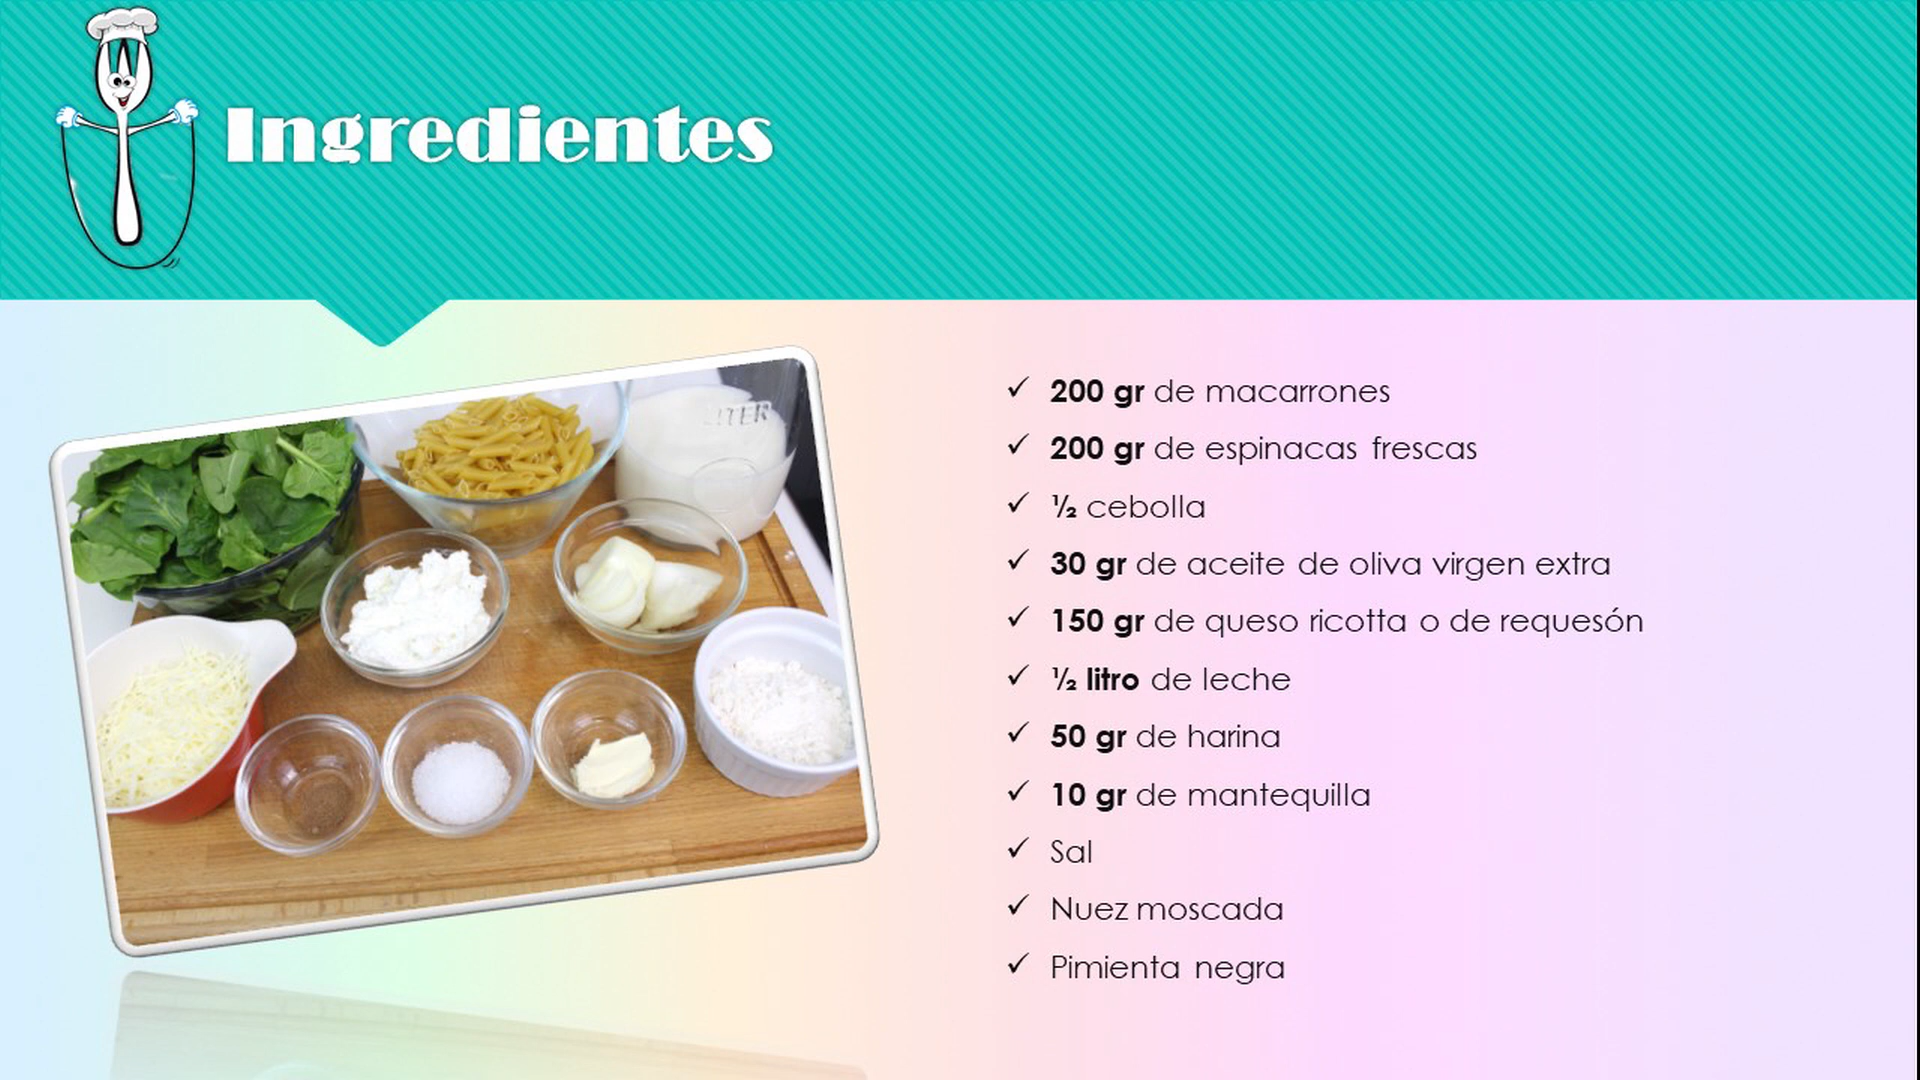 Ingredientes
LITER
✓ 200 gr de macarrones
✓ 200 gr de espinacas frescas
✓ ½ cebolla
✓ 30 gr de aceite de oliva virgen extra
✓ 150 gr de queso ricotta o de requesón
✓ ½ litro de leche
✓ 50 gr de harina
✓ 10 gr de mantequilla
✓ Sal
✓ Nuez moscada
✓ Pimienta negra